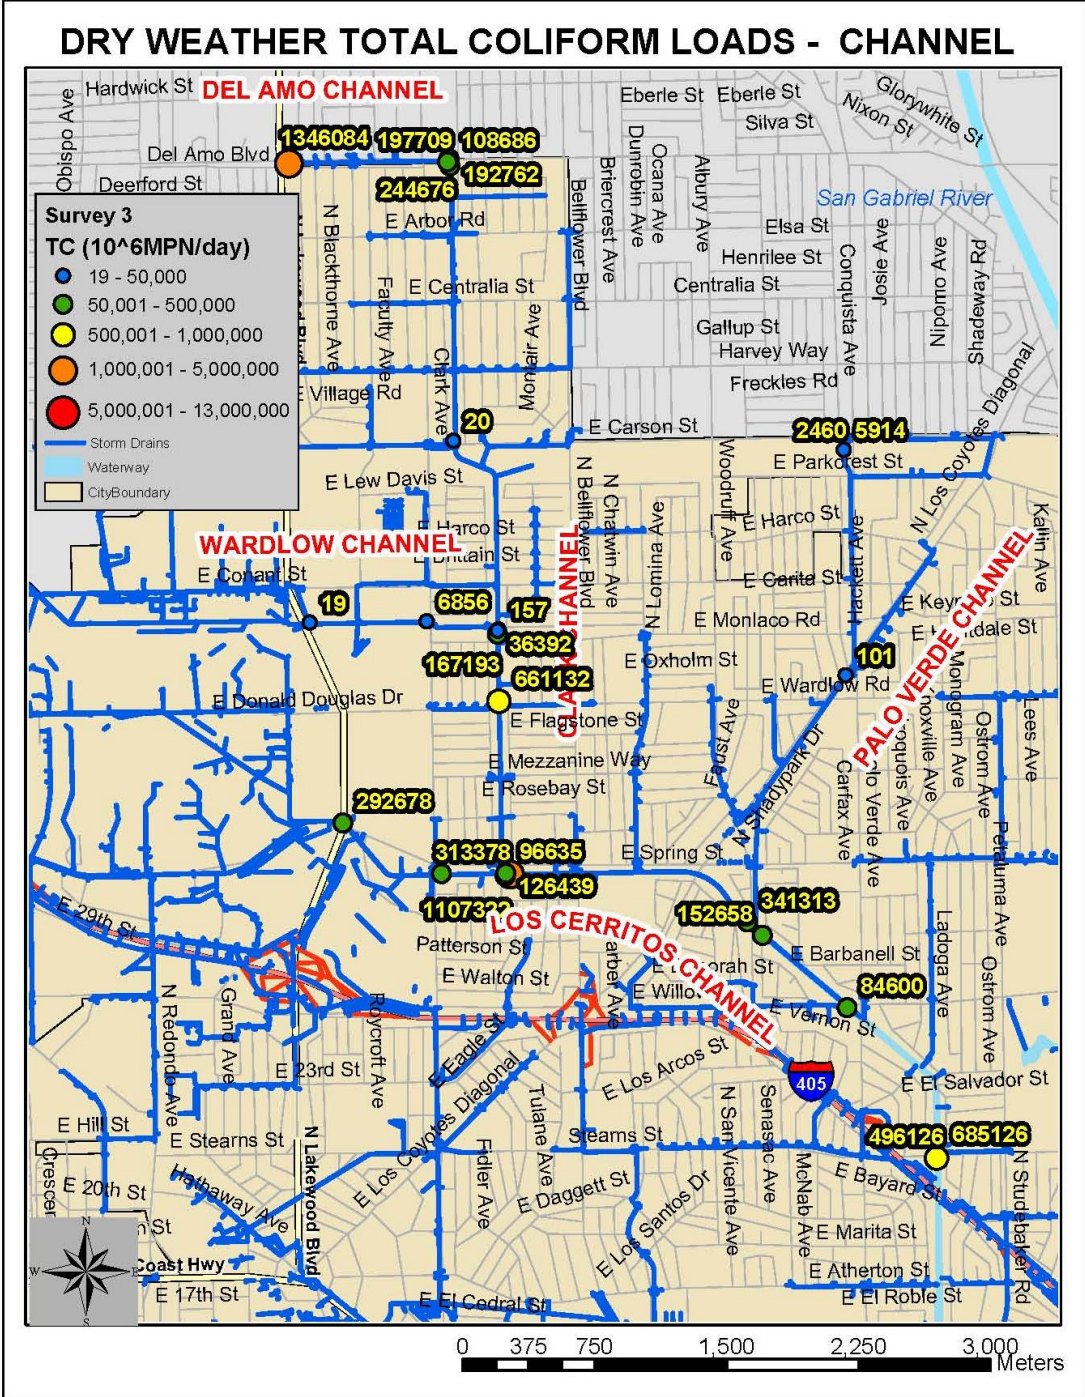 DRY WEATHER TOTAL COLIFORM LOADS - CHANNEL
Hardwick St
DEL AMO CHANNEL
Obispo Ave
Eberle St
Eberle St
Silva St
Nixon St
Glorywhite St
1346084
197709
108686
192762
244676
Del Amo Blvd
Deerford St
Survey 3
TC (10^6MPN/day)
19 - 50,000
50,001 - 500,000
500,001 - 1,000,000
1,000,001 - 5,000,000
5,000,001 - 13,000,000
Storm Drains
Waterway
CityBoundary
N Blackthorne Ave
E Arbor Rd
E Centralia St
Faculty Ave
Clark Ave
Montair Ave
E Village Rd
Bellflower Blvd
Briercrest Ave
Dunrobin Ave
Ocana Ave
Albury Ave
San Gabriel River
Elsa St
Henrilee St
Centralia St
Gallup St
Harvey Way
Freckles Rd
Conquista Ave
Josie Ave
Nipomo Ave
Shadeway Rd
N Los Coyotes Diagonal
20
E Carson St
2460
5914
E Parkcrest St
E Lew Davis St
N Bellflower Blvd
N Chatwin Ave
N Lomina Ave
Woodruff Ave
E Harco St
E Harco St
Hackett Ave
Kallin Ave
WARDLOW CHANNEL
E Brittain St
E Conant St
E Carita St
E Monlaco Rd
PALO VERDE CHANNEL
19
6856
157
36392
167193
661132
E Oxholm St
101
E Wardlow Rd
E Donald Douglas Dr
E Flagstone St
E Mezzanine Way
E Rosebay St
Faust Ave
N Shadypark Dr
Carfax Ave
Palo Verde Ave
Monogram Ave
Ostrom Ave
Lees Ave
Petaluma Ave
292678
313378
96635
126439
E Spring St
E 29th St
LOS CERRITOS CHANNEL
152658
341313
Patterson St
E Walton St
E Barbanell St
84600
E Vernon St
Ladoga Ave
Ostrom Ave
N Redondo Ave
Grand Ave
Roycroft Ave
E 23rd St
E Eagle St
E Los Coyotes Diagonal
E Los Arcos St
405
E El Salvador St
E Hill St
E Stearns St
Stearns St
496126
685126
E 20th St
Hathaway Ave
N Lakewood Blvd
Fidler Ave
Tulane Ave
E Daggett St
E Los Santos Dr
N San Vicente Ave
Senasac Ave
McNab Ave
E Bayard St
E Marita St
E Atherton St
E El Roble St
N Studebaker Rd
Coast Hwy
E 17th St
E El Cedral St
N
W
E
S
0 375 750 1,500 2,250 3,000
Meters